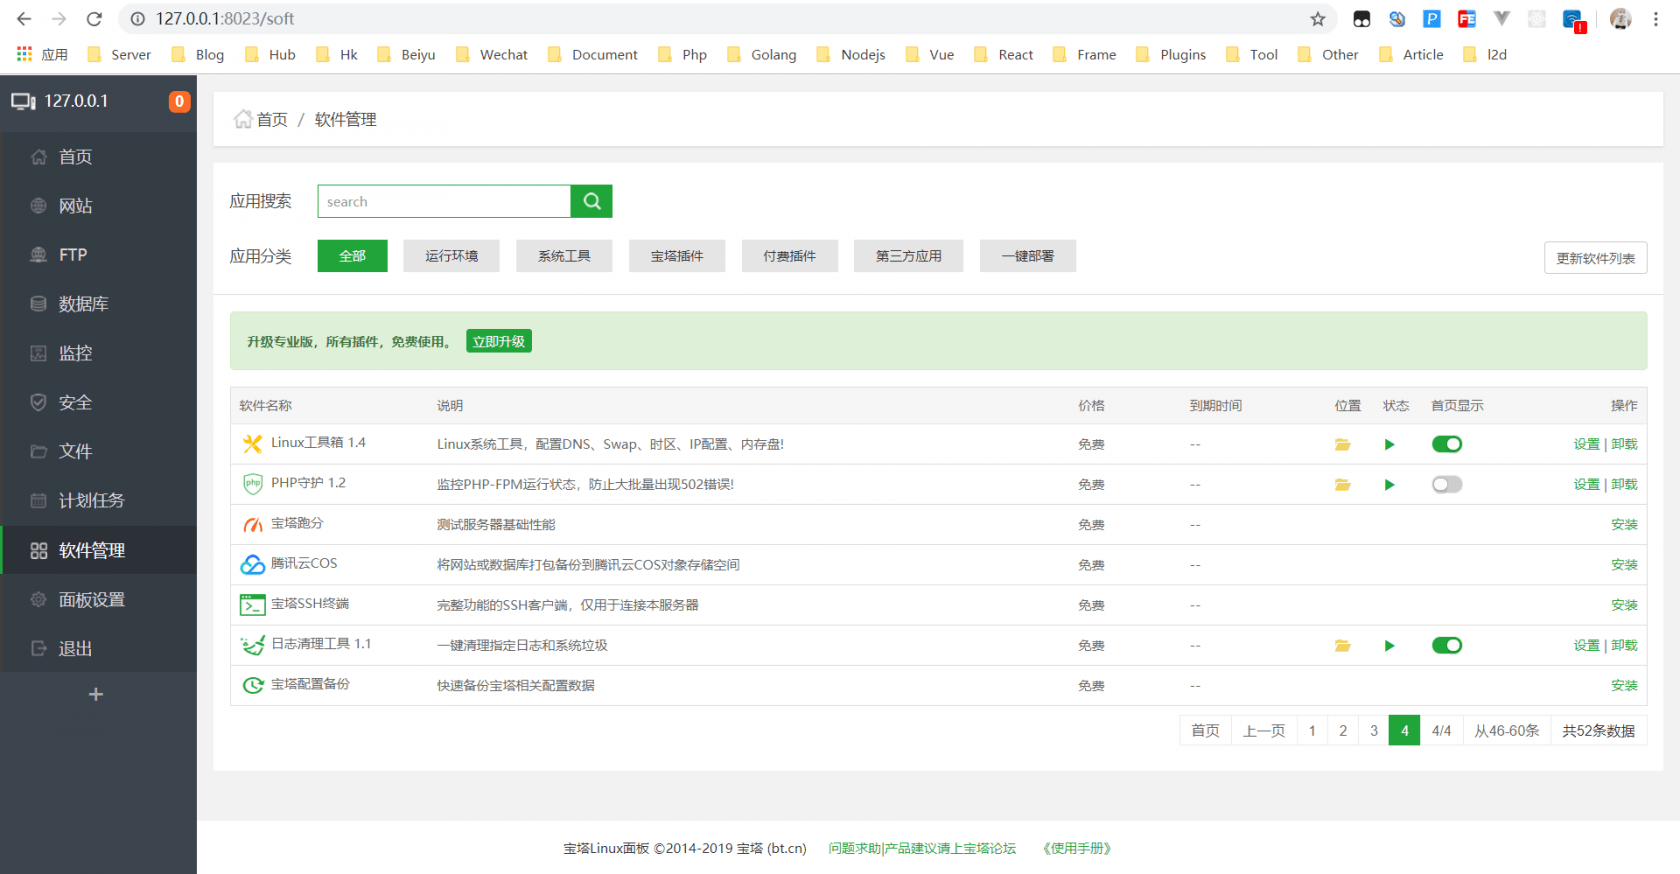 127.0.0.1:8023/soft
应用 Server Blog Hub Hk Beiyu Wechat Document Php Golang Nodejs Vue React Frame Plugins Tool Other Article l2d
127.0.0.1 0
首页
网站
FTP
数据库
监控
安全
文件
计划任务
软件管理
面板设置
退出
首页 / 软件管理
应用搜索 search
应用分类 全部 运行环境 系统工具 宝塔插件 付费插件 第三方应用 一键部署 更新软件列表
升级专业版，所有插件，免费使用。 立即升级
软件名称 说明 价格 到期时间 位置 状态 首页显示 操作
Linux工具箱 1.4 Linux系统工具，配置DNS、Swap、时区、IP配置、内存盘! 免费 -- 设置 | 卸载
php PHP守护 1.2 监控PHP-FPM运行状态，防止大批量出现502错误! 免费 -- 设置 | 卸载
宝塔跑分 测试服务器基础性能 免费 -- 安装
腾讯云COS 将网站或数据库打包备份到腾讯云COS对象存储空间 免费 -- 安装
宝塔SSH终端 完整功能的SSH客户端，仅用于连接本服务器 免费 -- 安装
日志清理工具 1.1 一键清理指定日志和系统垃圾 免费 -- 设置 | 卸载
宝塔配置备份 快速备份宝塔相关配置数据 免费 -- 安装
首页 上一页 1 2 3 4 4/4 从46-60条 共52条数据
宝塔Linux面板 ©2014-2019 宝塔 (bt.cn) 问题求助|产品建议请上宝塔论坛 《使用手册》